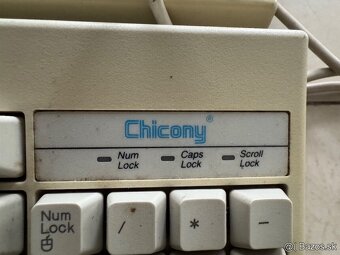 Chicony®
Num Lock
Caps Lock
Scroll Lock
Num Lock
/
*
-
© Bazos.sk